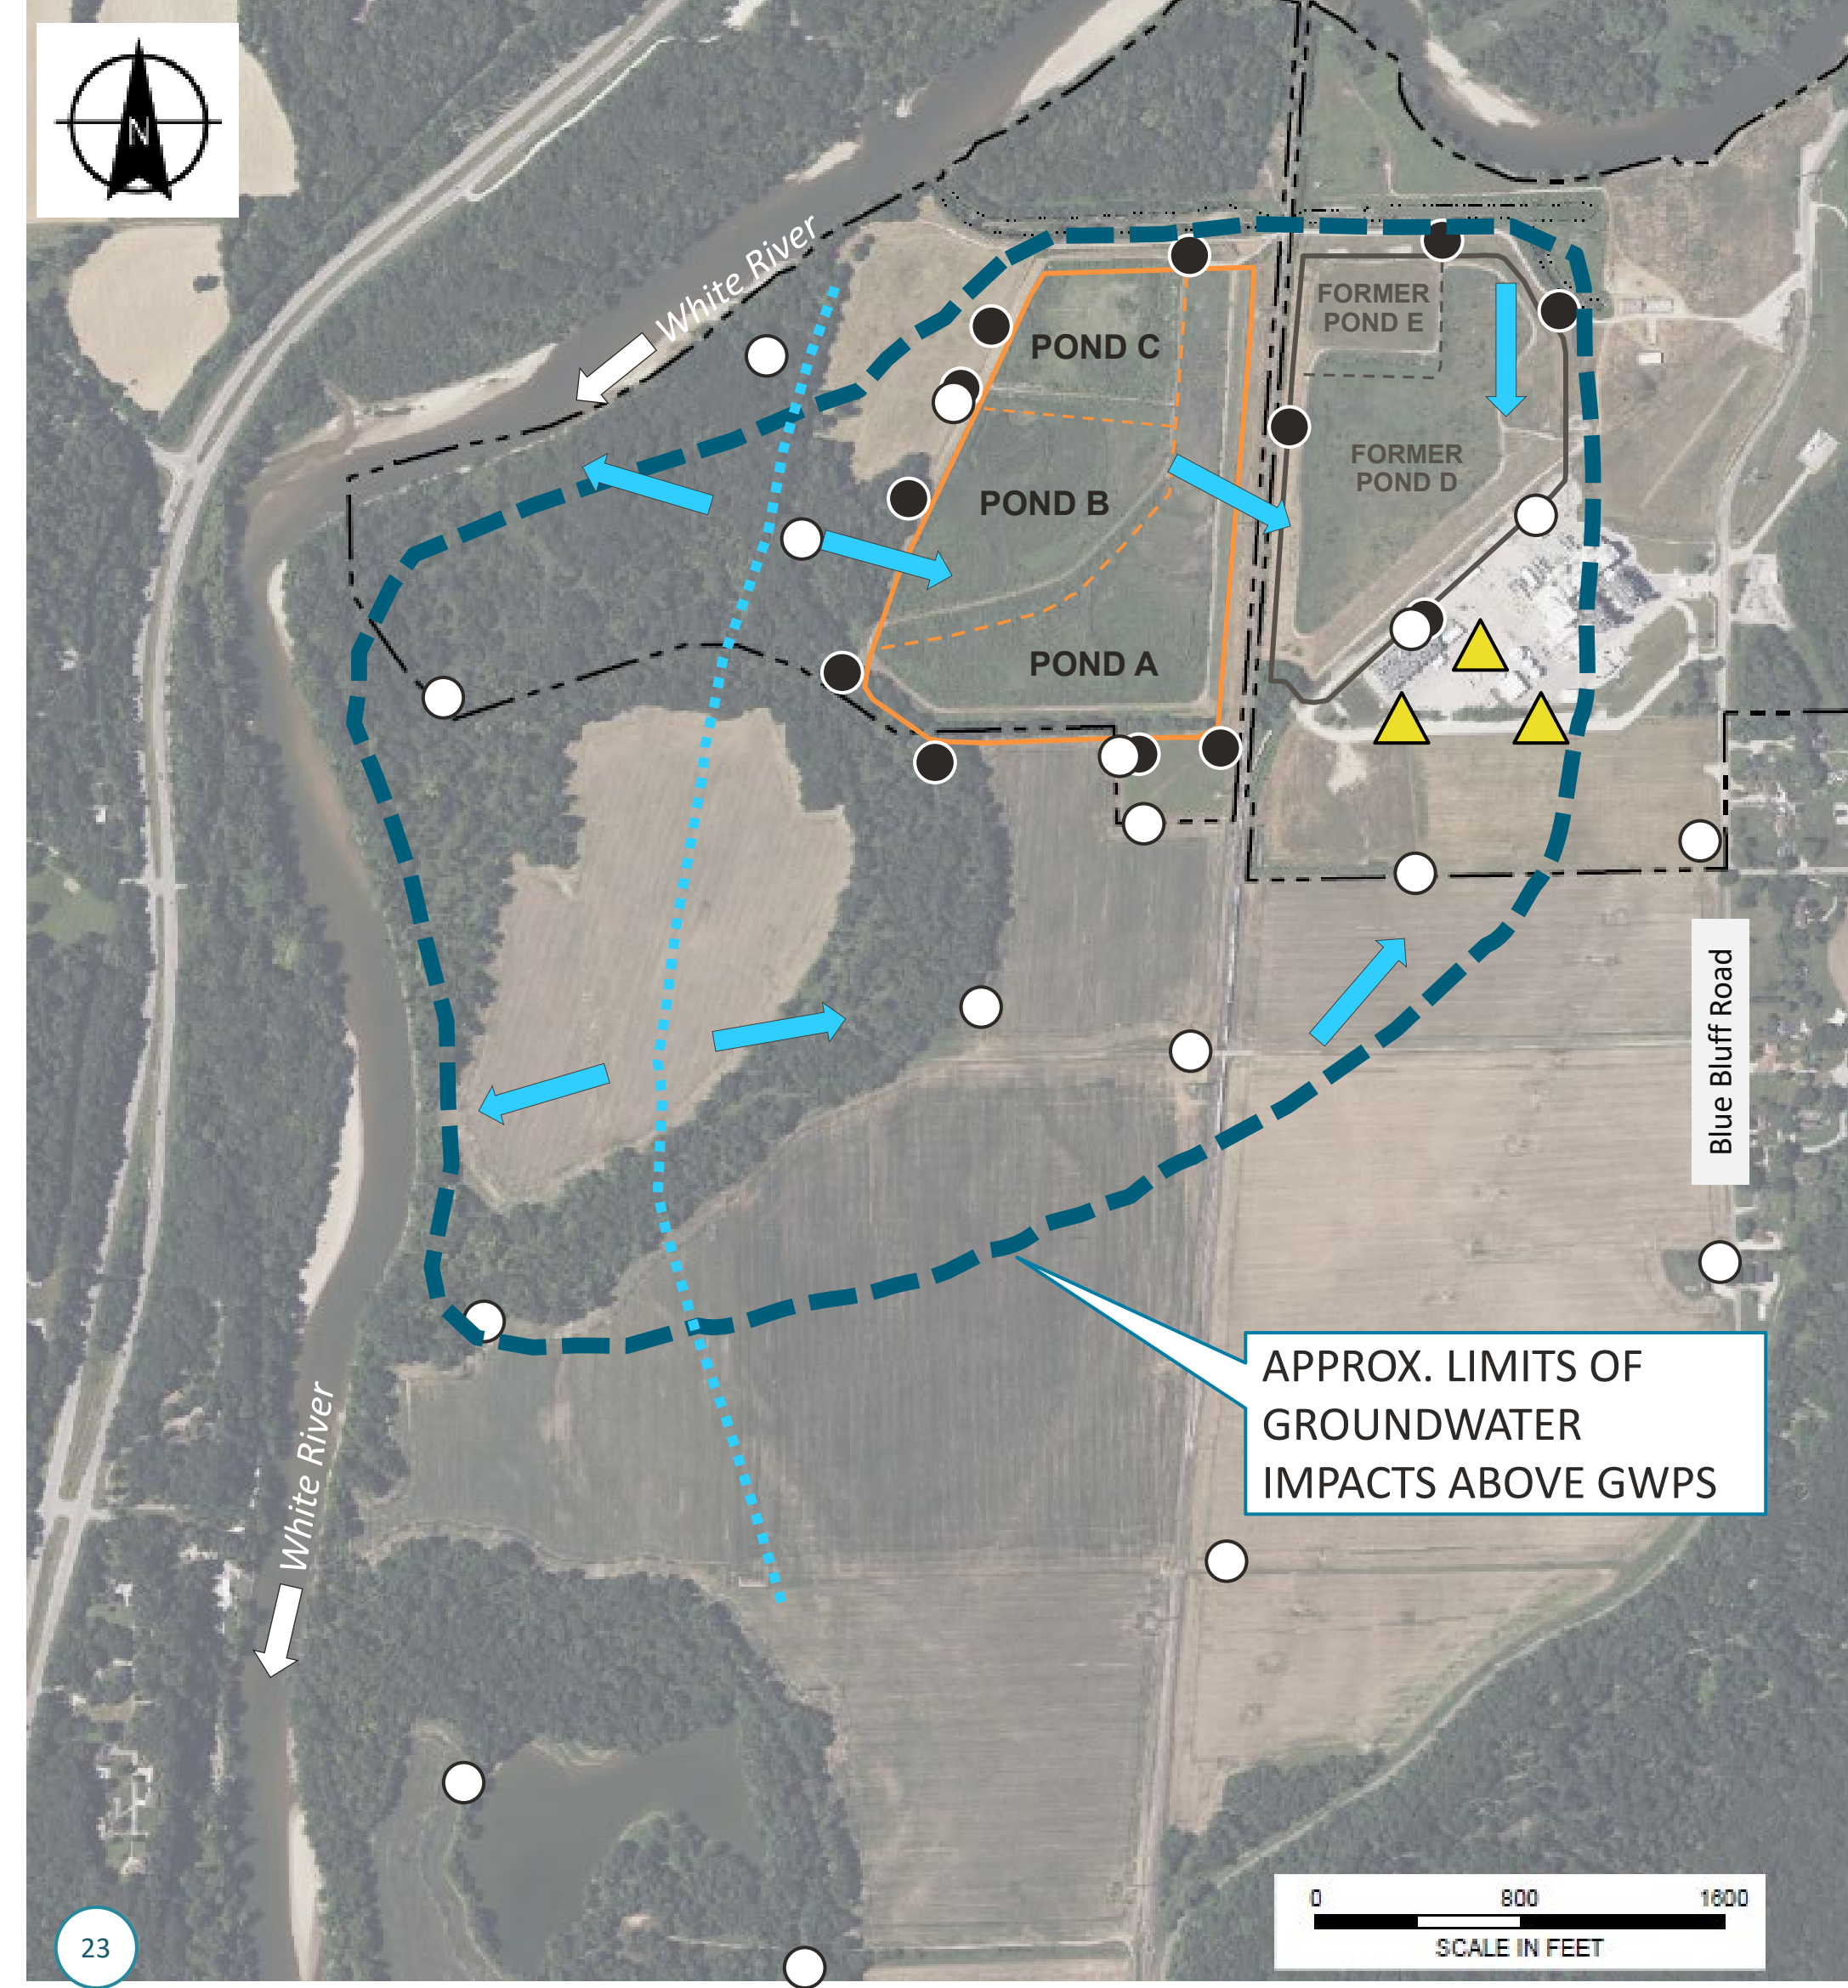 N
White River
POND C
FORMER
POND E
POND B
FORMER
POND D
POND A
Blue Bluff Road
APPROX. LIMITS OF
GROUNDWATER
IMPACTS ABOVE GWPS
White River
0 800 1600
SCALE IN FEET
23